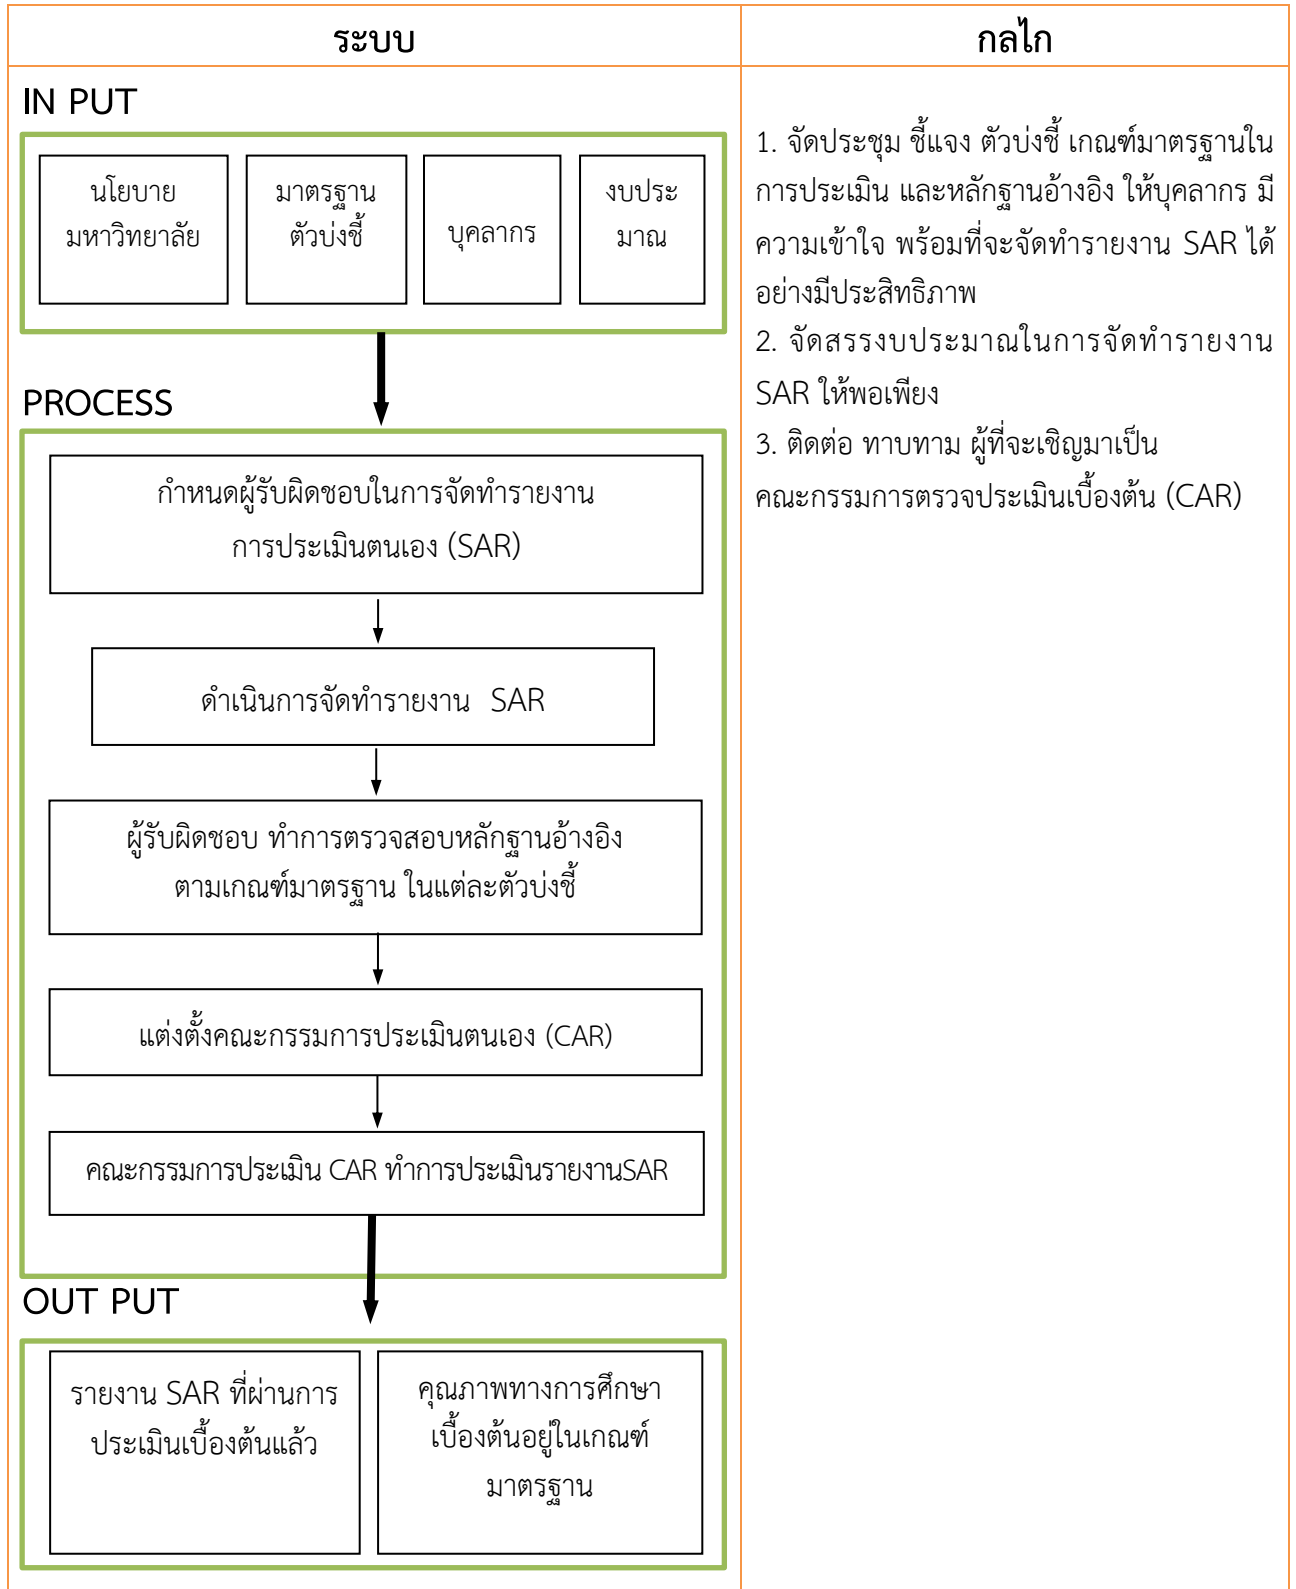 ระบบ
กลไก
IN PUT
นโยบาย
มหาวิทยาลัย
มาตรฐาน
ตัวบ่งชี้
บุคลากร
งบประ
มาณ
PROCESS
กำหนดผู้รับผิดชอบในการจัดทำรายงาน
การประเมินตนเอง (SAR)
ดำเนินการจัดทำรายงาน SAR
ผู้รับผิดชอบ ทำการตรวจสอบหลักฐานอ้างอิง
ตามเกณฑ์มาตรฐาน ในแต่ละตัวบ่งชี้
แต่งตั้งคณะกรรมการประเมินตนเอง (CAR)
คณะกรรมการประเมิน CAR ทำการประเมินรายงานSAR
OUT PUT
รายงาน SAR ที่ผ่านการ
ประเมินเบื้องต้นแล้ว
คุณภาพทางการศึกษา
เบื้องต้นอยู่ในเกณฑ์
มาตรฐาน
1. จัดประชุม ชี้แจง ตัวบ่งชี้ เกณฑ์มาตรฐานใน
การประเมิน และหลักฐานอ้างอิง ให้บุคลากร มี
ความเข้าใจ พร้อมที่จะจัดทำรายงาน SAR ได้
อย่างมีประสิทธิภาพ
2. จัดสรรงบประมาณในการจัดทำรายงาน
SAR ให้พอเพียง
3. ติดต่อ ทาบทาม ผู้ที่จะเชิญมาเป็น
คณะกรรมการตรวจประเมินเบื้องต้น (CAR)